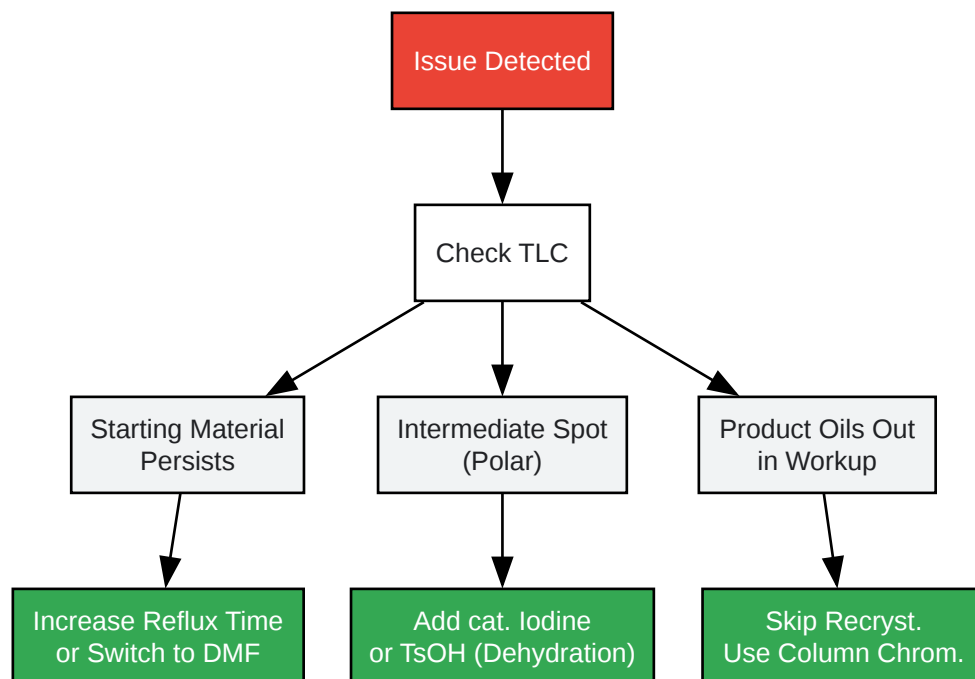 Issue Detected
Check TLC
Starting Material
Persists
Intermediate Spot
(Polar)
Product Oils Out
in Workup
Increase Reflux Time
or Switch to DMF
Add cat. Iodine
or TsOH (Dehydration)
Skip Recryst.
Use Column Chrom.